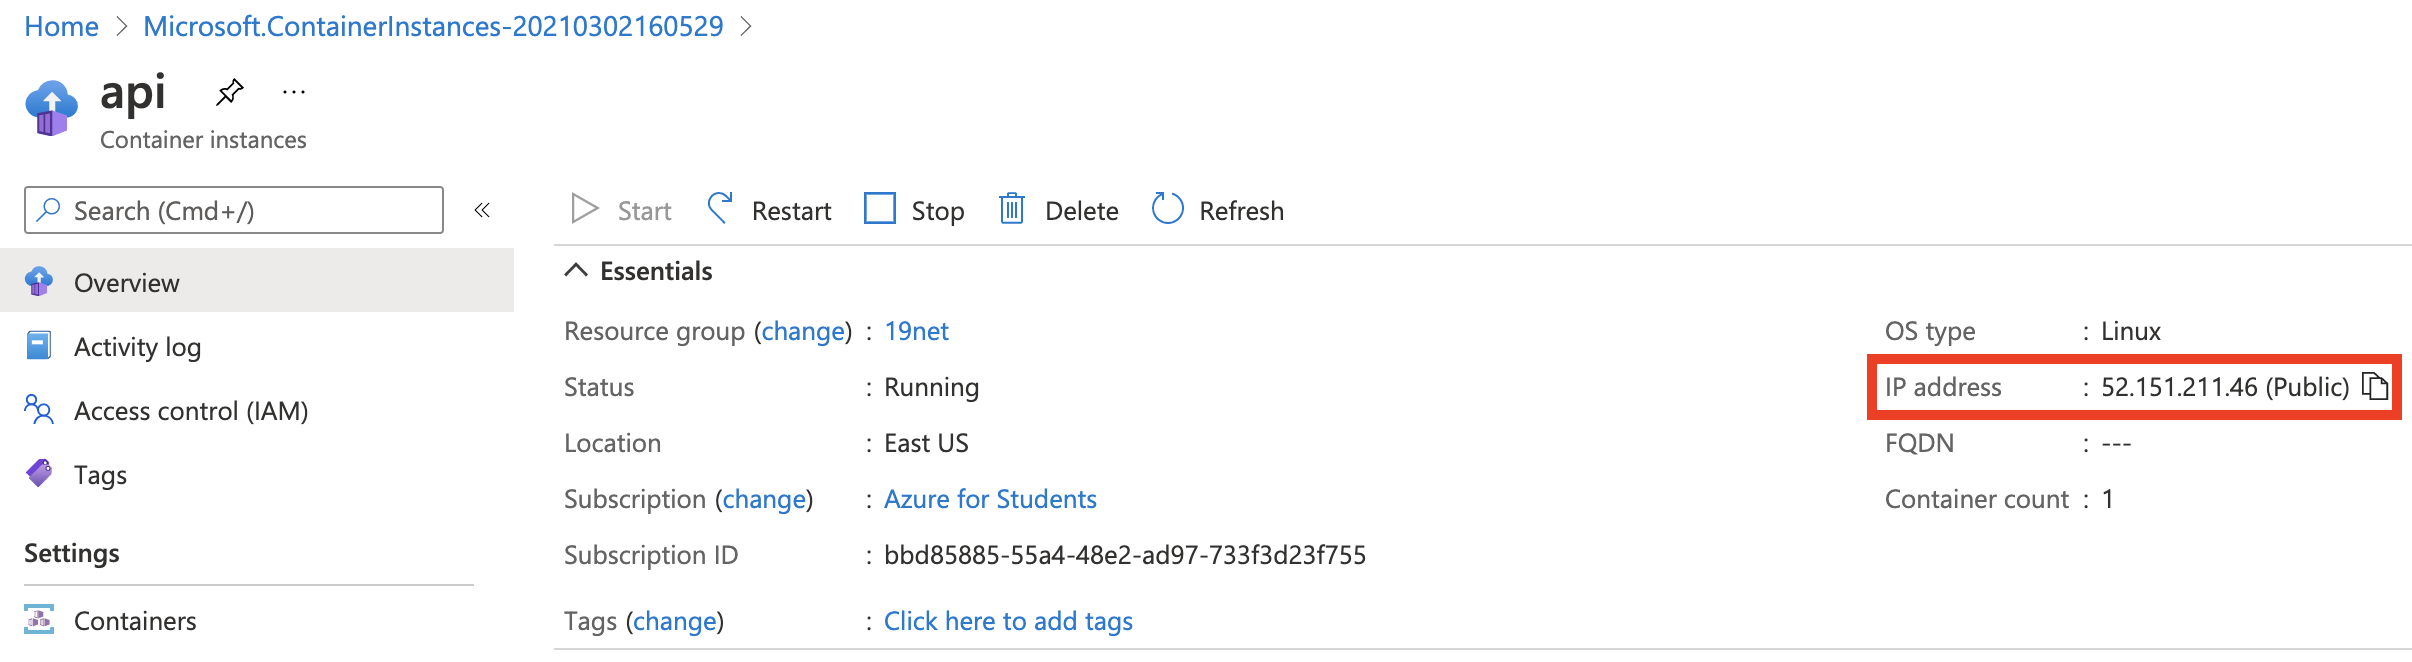 Home > Microsoft.ContainerInstances-20210302160529 >
api ...
Container instances
Search (Cmd+/) «
Start Restart Stop Delete Refresh
Overview
Activity log
Access control (IAM)
Tags
Settings
Containers
Essentials
Resource group (change) : 19net
Status : Running
Location : East US
Subscription (change) : Azure for Students
Subscription ID : bbd85885-55a4-48e2-ad97-733f3d23f755
Tags (change) : Click here to add tags
OS type : Linux
IP address : 52.151.211.46 (Public)
FQDN : ---
Container count : 1